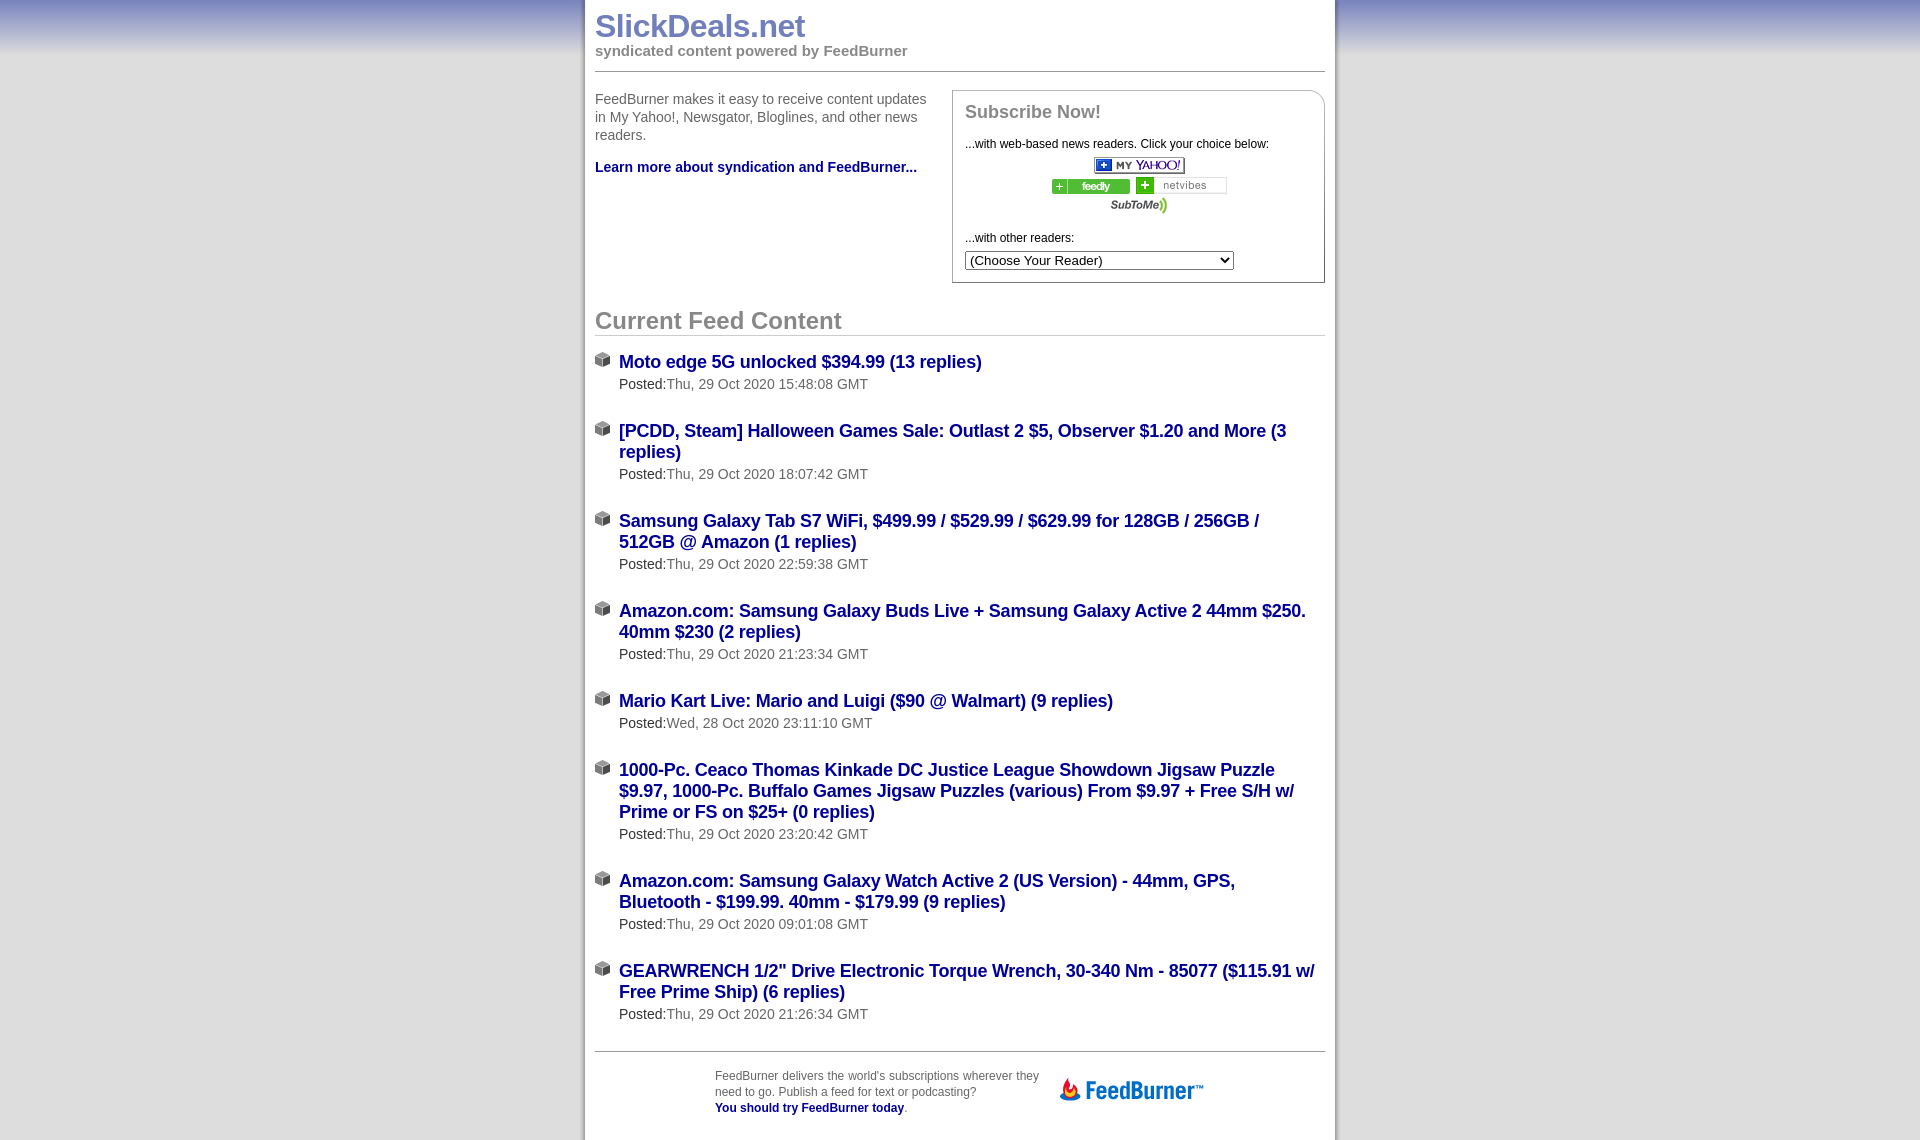 SlickDeals.net
syndicated content powered by FeedBurner
FeedBurner makes it easy to receive content updates
in My Yahoo!, Newsgator, Bloglines, and other news
readers.
Learn more about syndication and FeedBurner...
Subscribe Now!
...with web-based news readers. Click your choice below:
MY YAHOO!
feedly
netvibes
SubToMe
...with other readers:
(Choose Your Reader)
Current Feed Content
Moto edge 5G unlocked $394.99 (13 replies)
Posted:Thu, 29 Oct 2020 15:48:08 GMT
[PCDD, Steam] Halloween Games Sale: Outlast 2 $5, Observer $1.20 and More (3
replies)
Posted:Thu, 29 Oct 2020 18:07:42 GMT
Samsung Galaxy Tab S7 WiFi, $499.99 / $529.99 / $629.99 for 128GB / 256GB /
512GB @ Amazon (1 replies)
Posted:Thu, 29 Oct 2020 22:59:38 GMT
Amazon.com: Samsung Galaxy Buds Live + Samsung Galaxy Active 2 44mm $250.
40mm $230 (2 replies)
Posted:Thu, 29 Oct 2020 21:23:34 GMT
Mario Kart Live: Mario and Luigi ($90 @ Walmart) (9 replies)
Posted:Wed, 28 Oct 2020 23:11:10 GMT
1000-Pc. Ceaco Thomas Kinkade DC Justice League Showdown Jigsaw Puzzle
$9.97, 1000-Pc. Buffalo Games Jigsaw Puzzles (various) From $9.97 + Free S/H w/
Prime or FS on $25+ (0 replies)
Posted:Thu, 29 Oct 2020 23:20:42 GMT
Amazon.com: Samsung Galaxy Watch Active 2 (US Version) - 44mm, GPS,
Bluetooth - $199.99. 40mm - $179.99 (9 replies)
Posted:Thu, 29 Oct 2020 09:01:08 GMT
GEARWRENCH 1/2" Drive Electronic Torque Wrench, 30-340 Nm - 85077 ($115.91 w/
Free Prime Ship) (6 replies)
Posted:Thu, 29 Oct 2020 21:26:34 GMT
FeedBurner delivers the world's subscriptions wherever they
need to go. Publish a feed for text or podcasting?
You should try FeedBurner today.
FeedBurner™